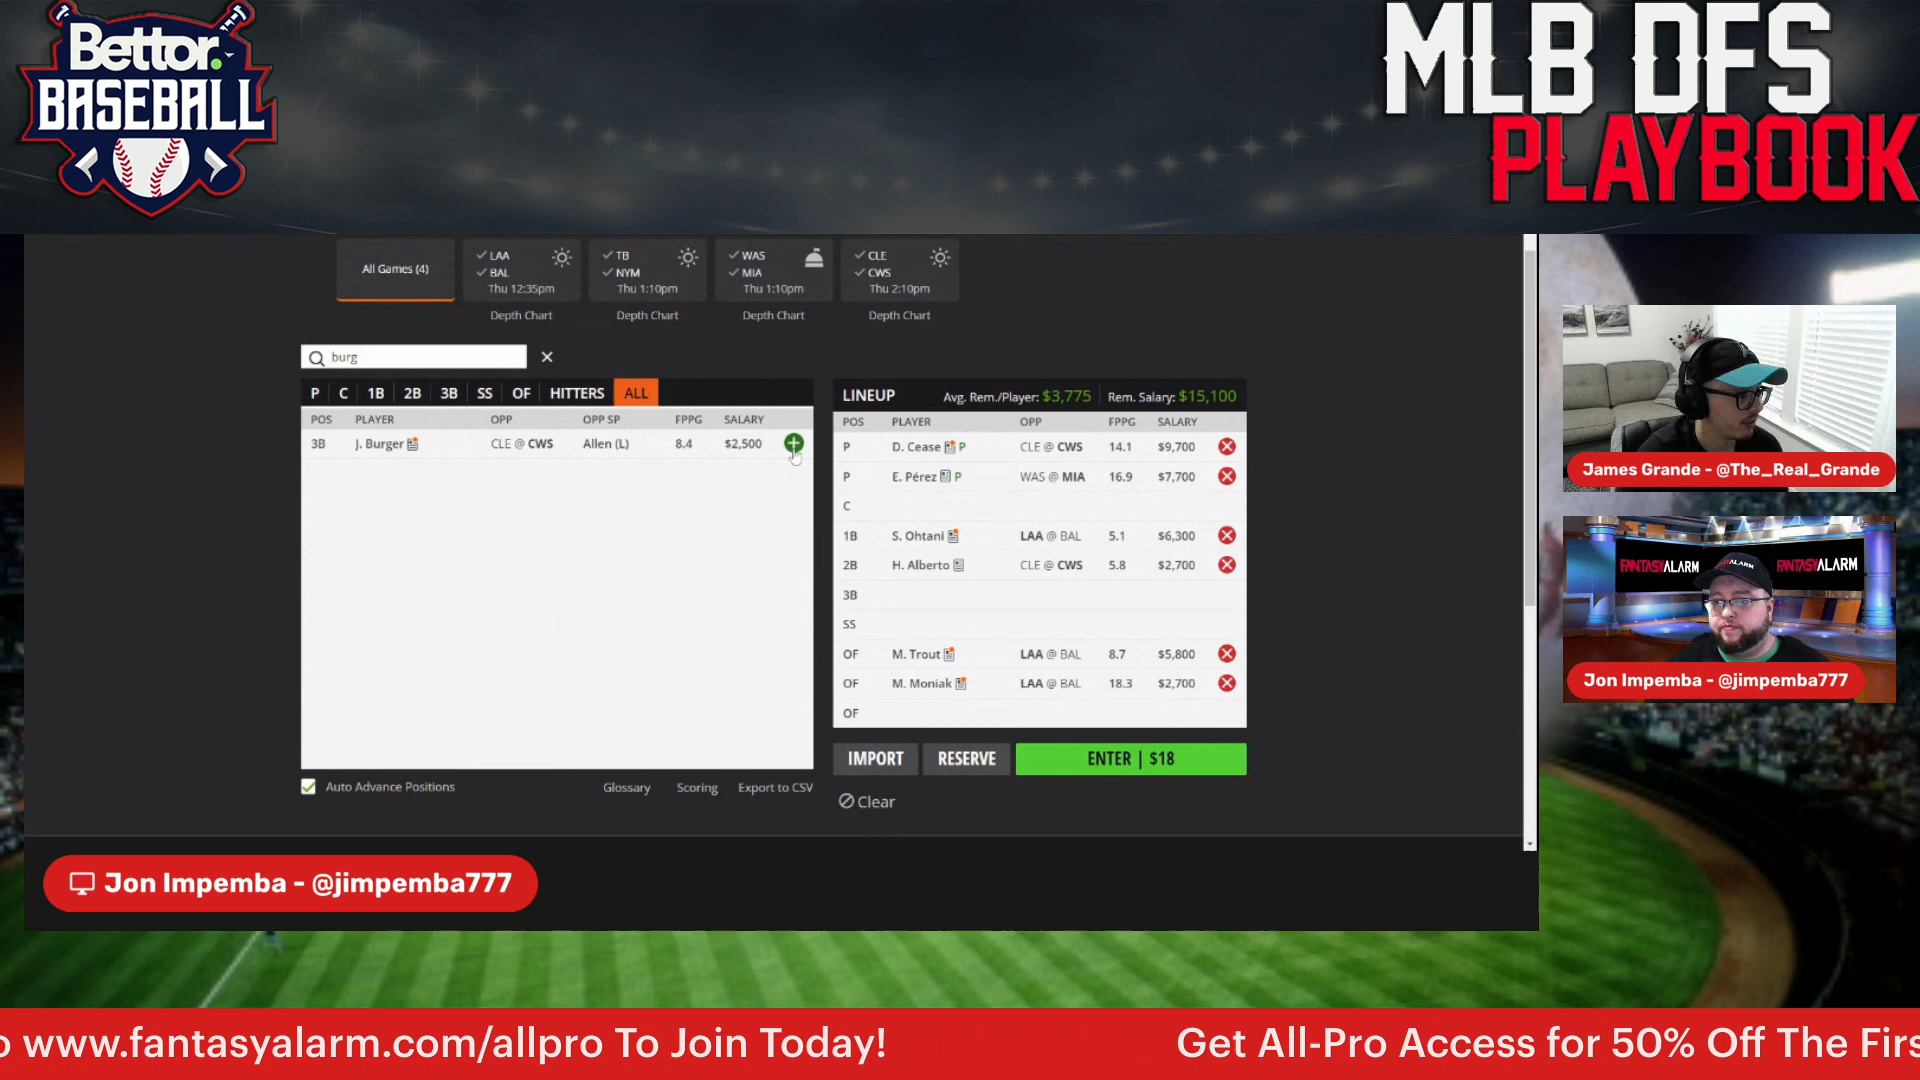 Bettor.
BASEBALL
MLB DFS
PLAYBOOK
All Games (4)
LAA
BAL
Thu 12:35pm
TB
NYM
Thu 1:10pm
WAS
MIA
Thu 1:10pm
CLE
CWS
Thu 2:10pm
Depth Chart Depth Chart Depth Chart Depth Chart
burg
P C 1B 2B 3B SS OF HITTERS ALL
POS PLAYER OPP OPP SP FPPG SALARY
3B J. Burger CLE @ CWS Allen (L) 8.4 $2,500
Auto Advance Positions Glossary Scoring Export to CSV
LINEUP Avg. Rem./Player: $3,775 Rem. Salary: $15,100
POS PLAYER OPP FPPG SALARY
P D. Cease P CLE @ CWS 14.1 $9,700
P E. Pérez P WAS @ MIA 16.9 $7,700
C
1B S. Ohtani LAA @ BAL 5.1 $6,300
2B H. Alberto CLE @ CWS 5.8 $2,700
3B
SS
OF M. Trout LAA @ BAL 8.7 $5,800
OF M. Moniak LAA @ BAL 18.3 $2,700
OF
IMPORT RESERVE ENTER | $18
Clear
James Grande - @The_Real_Grande
FANTASYALARM FANTASYALARM
Jon Impemba - @jimpemba777
Jon Impemba - @jimpemba777
o www.fantasyalarm.com/allpro To Join Today! Get All-Pro Access for 50% Off The Firs